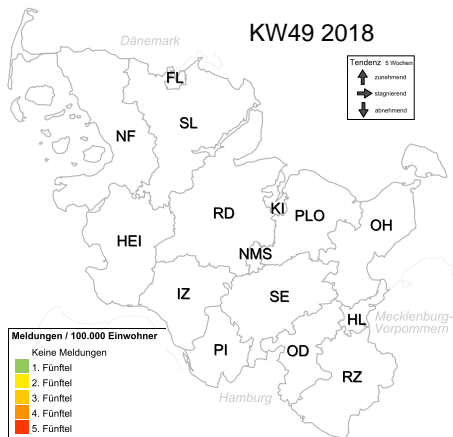 KW49 2018
Dänemark
Tendenz 5 Wochen
zunehmend
stagnierend
abnehmend
FL
SL
NF
RD
KI
PLO
OH
HEI
NMS
IZ
SE
HL
Mecklenburg-
Vorpommern
PI
OD
RZ
Hamburg
Meldungen / 100.000 Einwohner
Keine Meldungen
1. Fünftel
2. Fünftel
3. Fünftel
4. Fünftel
5. Fünftel